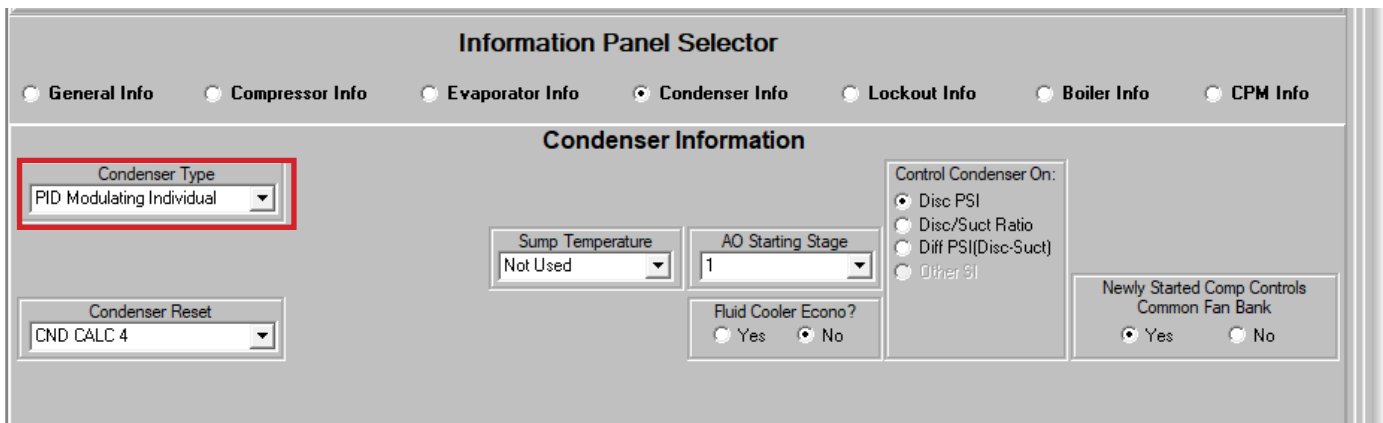 Information Panel Selector
General Info Compressor Info Evaporator Info Condenser Info Lockout Info Boiler Info CPM Info
Condenser Information
Condenser Type
PID Modulating Individual
Condenser Reset
CND CALC 4
Sump Temperature
Not Used
AO Starting Stage
1
Fluid Cooler Econo?
Yes No
Control Condenser On:
Disc PSI
Disc/Suct Ratio
Diff PSI(Disc-Suct)
Other SI
Newly Started Comp Controls
Common Fan Bank
Yes No